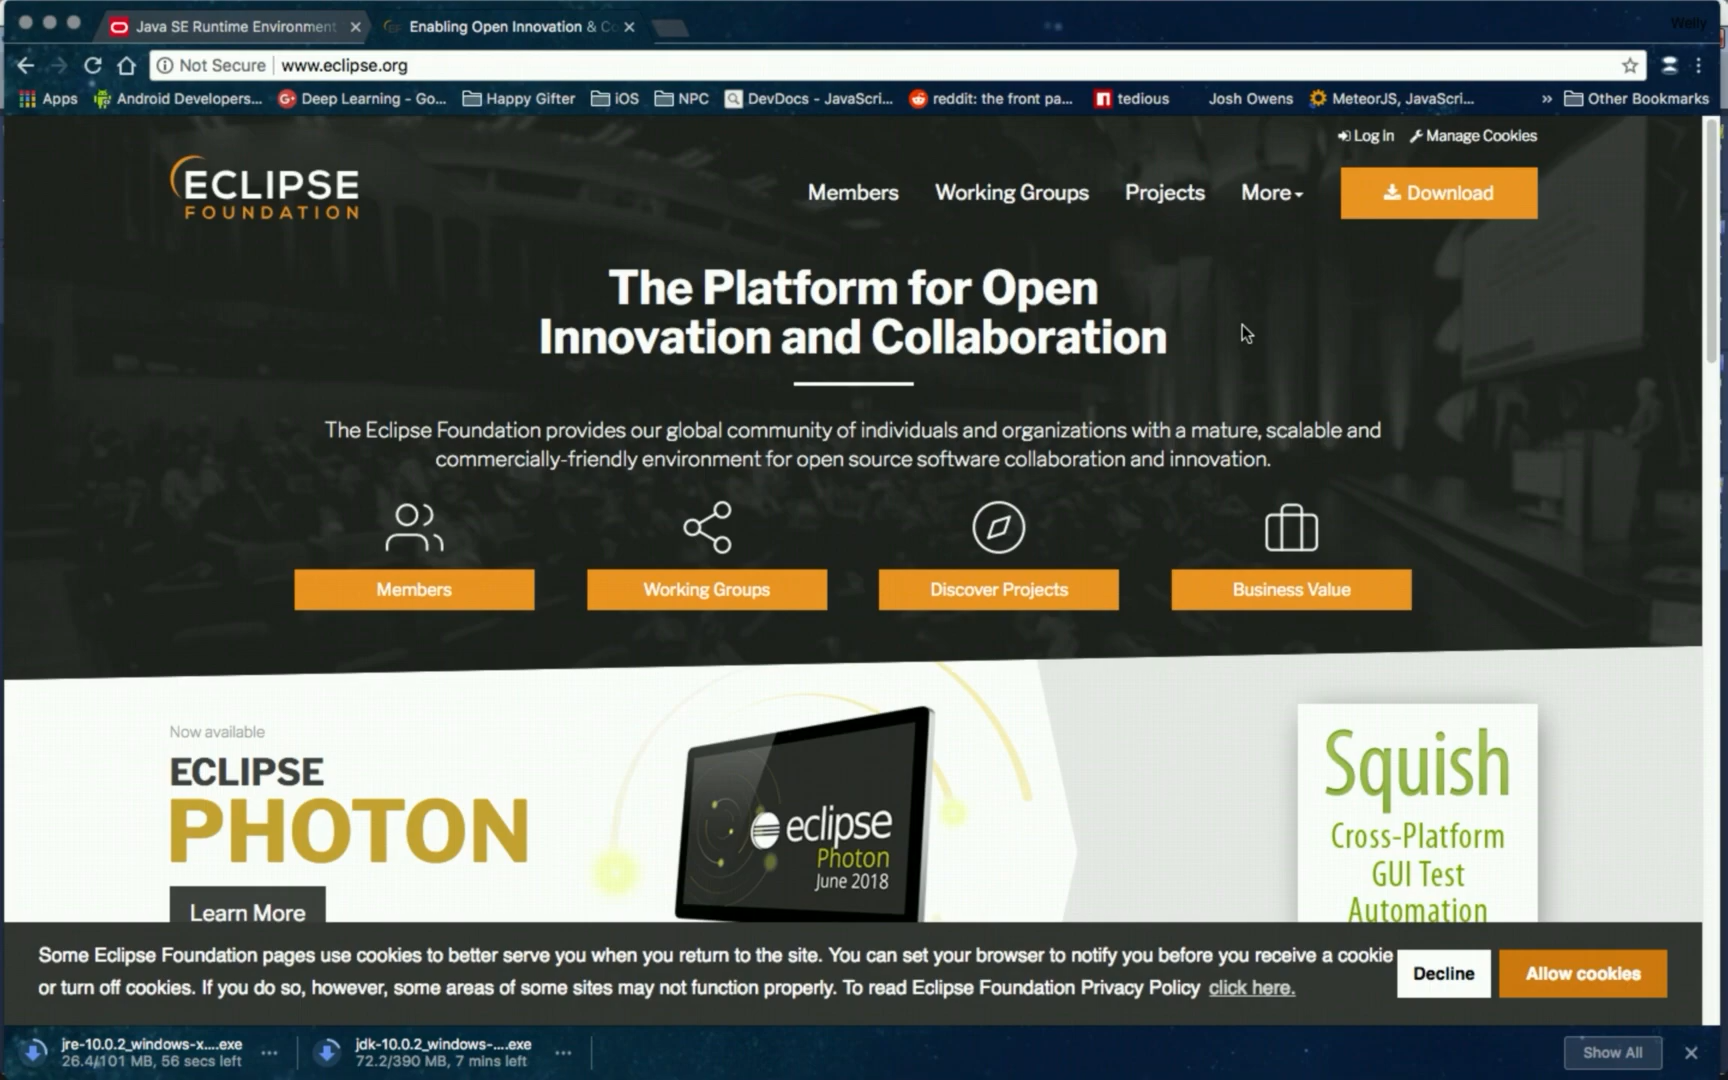 Java SE Runtime Environment
Enabling Open Innovation & Co
Welly
Not Secure
www.eclipse.org
Apps
Android Developers...
Deep Learning - Go...
Happy Gifter
iOS
NPC
DevDocs - JavaScri...
reddit: the front pa...
tedious
Josh Owens
MeteorJS, JavaScri...
»
Other Bookmarks
Log in
Manage Cookies
ECLIPSE
FOUNDATION
Members
Working Groups
Projects
More
Download
The Platform for Open
Innovation and Collaboration
The Eclipse Foundation provides our global community of individuals and organizations with a mature, scalable and
commercially-friendly environment for open source software collaboration and innovation.
Members
Working Groups
Discover Projects
Business Value
Now available
ECLIPSE
PHOTON
Learn More
eclipse
Photon
June 2018
Squish
Cross-Platform
GUI Test
Automation
Some Eclipse Foundation pages use cookies to better serve you when you return to the site. You can set your browser to notify you before you receive a cookie
or turn off cookies. If you do so, however, some areas of some sites may not function properly. To read Eclipse Foundation Privacy Policy click here.
Decline
Allow cookies
jre-10.0.2_windows-x....exe
26.4/101 MB, 56 secs left
jdk-10.0.2_windows-....exe
72.2/390 MB, 7 mins left
Show All